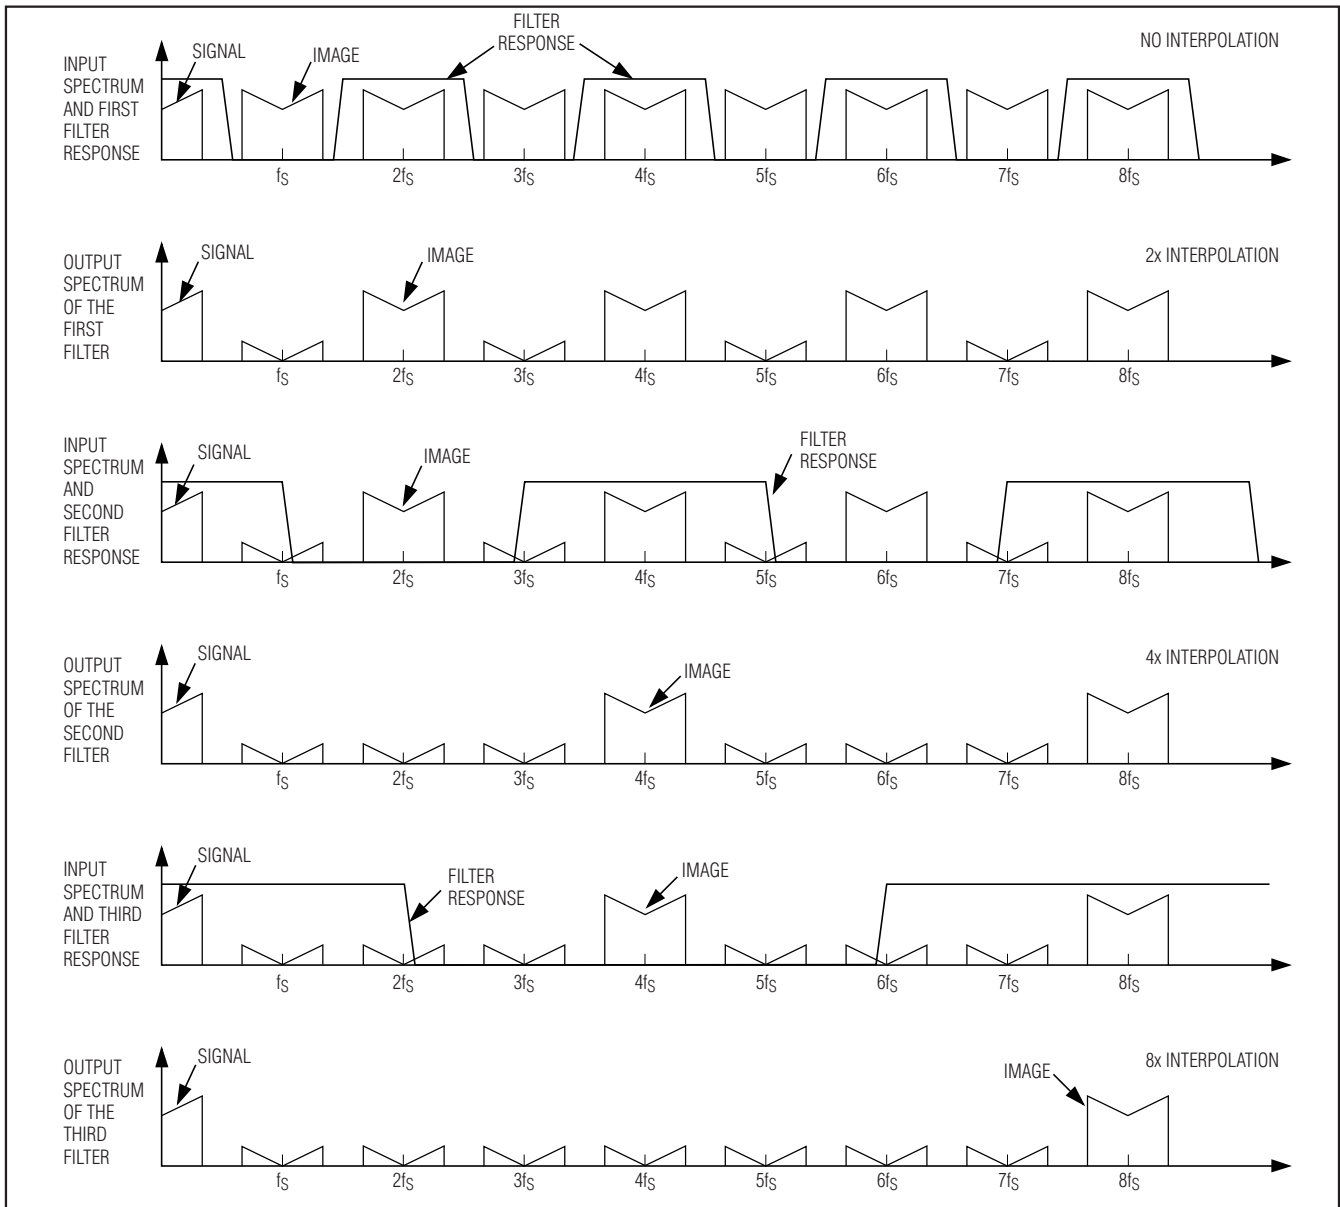 FILTER
RESPONSE
NO INTERPOLATION
SIGNAL
IMAGE
INPUT
SPECTRUM
AND FIRST
FILTER
RESPONSE
fS 2fS 3fS 4fS 5fS 6fS 7fS 8fS
SIGNAL
IMAGE
2x INTERPOLATION
OUTPUT
SPECTRUM
OF THE
FIRST
FILTER
fS 2fS 3fS 4fS 5fS 6fS 7fS 8fS
INPUT
SPECTRUM
AND
SECOND
FILTER
RESPONSE
SIGNAL
IMAGE
FILTER
RESPONSE
fS 2fS 3fS 4fS 5fS 6fS 7fS 8fS
SIGNAL
IMAGE
4x INTERPOLATION
OUTPUT
SPECTRUM
OF THE
SECOND
FILTER
fS 2fS 3fS 4fS 5fS 6fS 7fS 8fS
SIGNAL
INPUT
SPECTRUM
AND THIRD
FILTER
RESPONSE
FILTER
RESPONSE
IMAGE
fS 2fS 3fS 4fS 5fS 6fS 7fS 8fS
SIGNAL
IMAGE
8x INTERPOLATION
OUTPUT
SPECTRUM
OF THE
THIRD
FILTER
fS 2fS 3fS 4fS 5fS 6fS 7fS 8fS